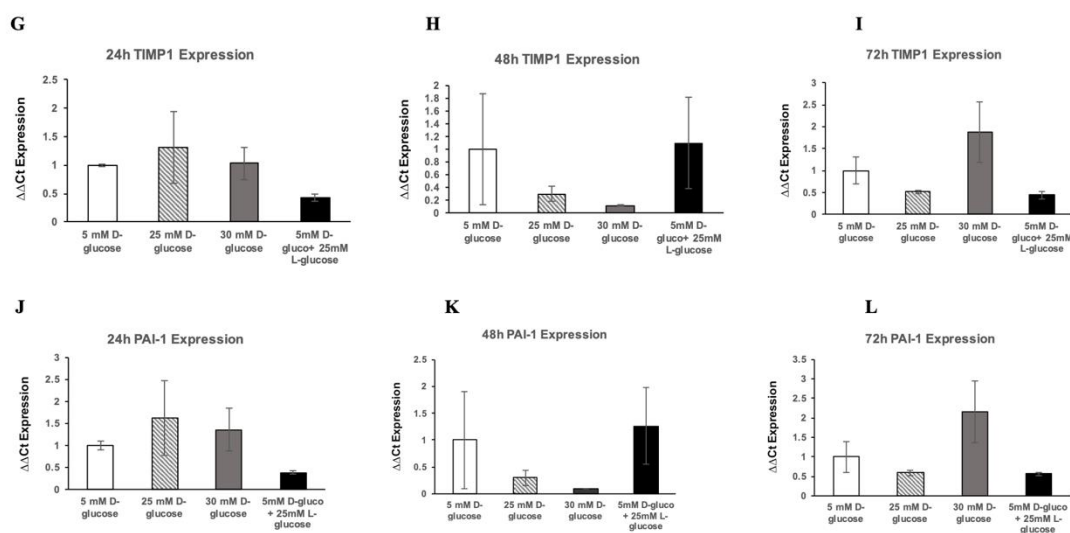 G
24h TIMP1 Expression
ΔΔCt Expression
2.5
2
1.5
1
0.5
0
5 mM D-
glucose
25 mM D-
glucose
30 mM D-
glucose
5mM D-
gluco+ 25mM
L-glucose
H
48h TIMP1 Expression
ΔΔCt Expression
2
1.8
1.6
1.4
1.2
1
0.8
0.6
0.4
0.2
0
5 mM D-
glucose
25 mM D-
glucose
30 mM D-
glucose
5mM D-
gluco+ 25mM
L-glucose
I
72h TIMP1 Expression
ΔΔCt Expression
3
2.5
2
1.5
1
0.5
0
5 mM D-
glucose
25 mM D-
glucose
30 mM D-
glucose
5mM D-
gluco+ 25mM
L-glucose
J
24h PAI-1 Expression
ΔΔCt Expression
3
2.5
2
1.5
1
0.5
0
5 mM D-
glucose
25 mM D-
glucose
30 mM D-
glucose
5mM D-gluco
+ 25mM L-
glucose
K
48h PAI-1 Expression
ΔΔCt Expression
2.5
2
1.5
1
0.5
0
5 mM D-
glucose
25 mM D-
glucose
30 mM D-
glucose
5mM D-gluco
+ 25mM L-
glucose
L
72h PAI-1 Expression
ΔΔCt Expression
3.5
3
2.5
2
1.5
1
0.5
0
5 mM D-
glucose
25 mM D-
glucose
30 mM D-
glucose
5mM D-gluco
+ 25mM L-
glucose